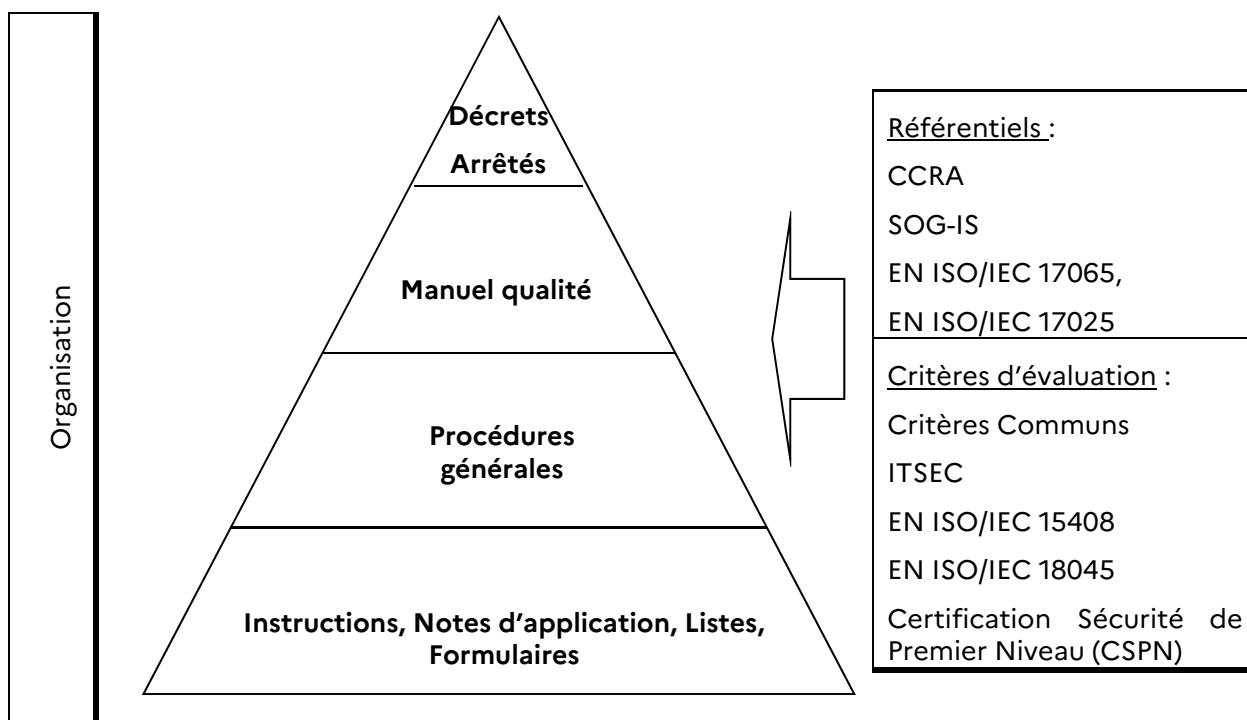 Organisation
Décrets
Arrêtés
Manuel qualité
Procédures
générales
Instructions, Notes d'application, Listes,
Formulaires
Référentiels :
CCRA
SOG-IS
EN ISO/IEC 17065,
EN ISO/IEC 17025
Critères d'évaluation :
Critères Communs
ITSEC
EN ISO/IEC 15408
EN ISO/IEC 18045
Certification Sécurité de
Premier Niveau (CSPN)